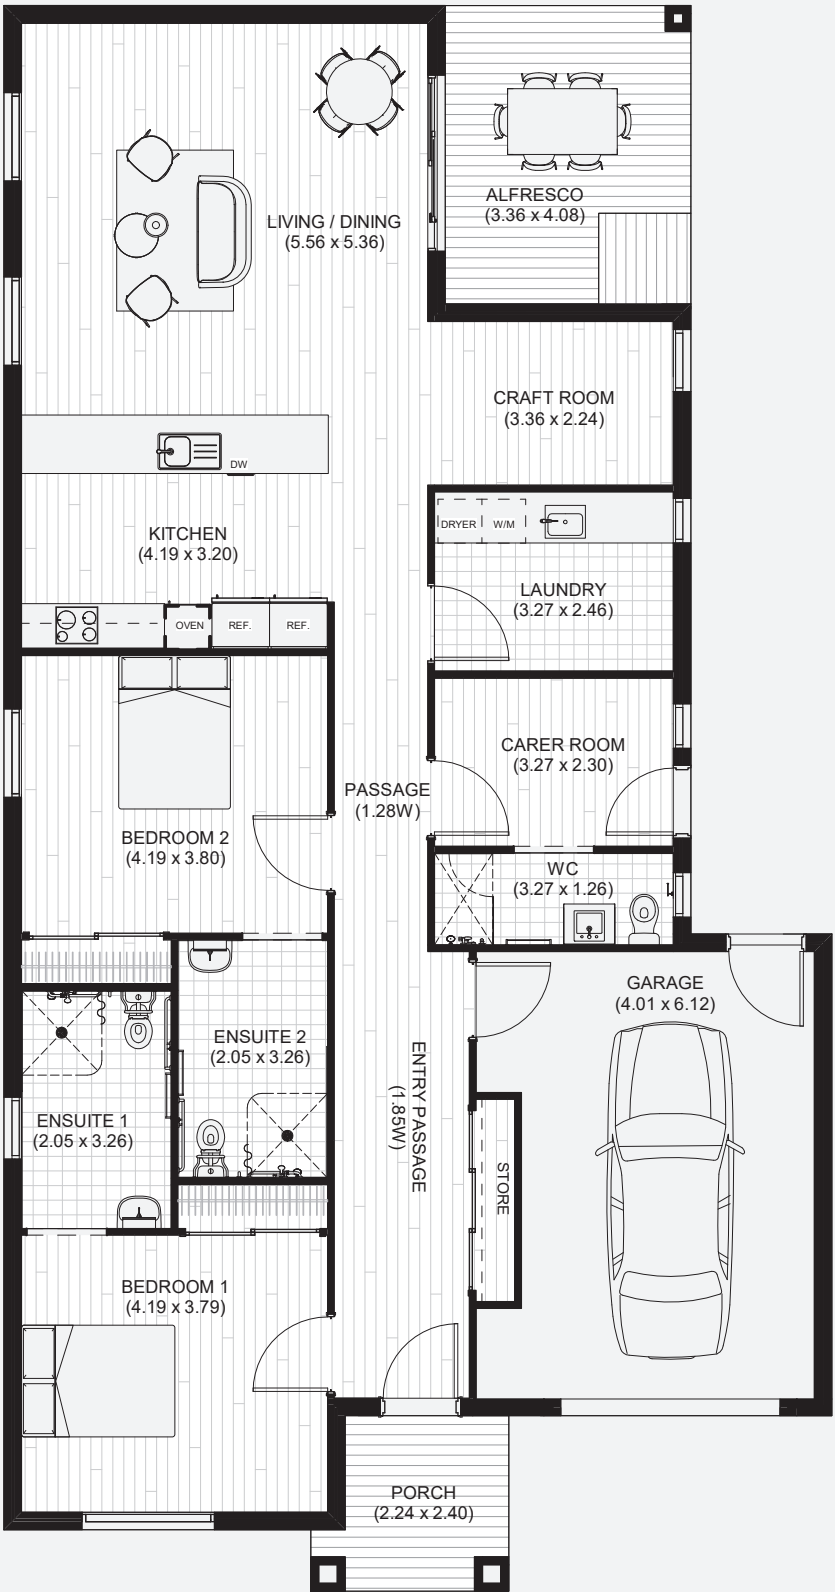 ALFRESCO
(3.36 x 4.08)
LIVING / DINING
(5.56 x 5.36)
CRAFT ROOM
(3.36 x 2.24)
DW
DRYER
W/M
KITCHEN
(4.19 x 3.20)
LAUNDRY
(3.27 x 2.46)
OVEN
REF.
REF.
CARER ROOM
(3.27 x 2.30)
PASSAGE
(1.28W)
BEDROOM 2
(4.19 x 3.80)
WC
(3.27 x 1.26)
GARAGE
(4.01 x 6.12)
ENSUITE 2
(2.05 x 3.26)
ENTRY PASSAGE
(1.85W)
ENSUITE 1
(2.05 x 3.26)
STORE
BEDROOM 1
(4.19 x 3.79)
PORCH
(2.24 x 2.40)